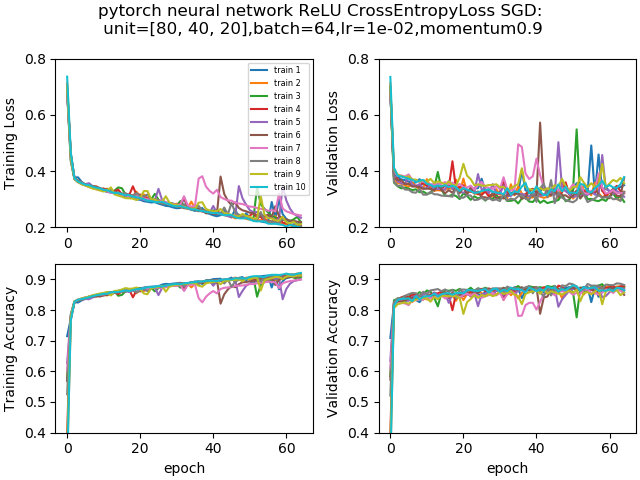 pytorch neural network ReLU CrossEntropyLoss SGD:
unit=[80, 40, 20],batch=64,lr=1e-02,momentum0.9
Training Loss
0.8
0.6
0.4
0.2
0
20
40
60
train 1
train 2
train 3
train 4
train 5
train 6
train 7
train 8
train 9
train 10
Validation Loss
0.8
0.6
0.4
0.2
0
20
40
60
Training Accuracy
0.9
0.8
0.7
0.6
0.5
0.4
0
20
40
60
epoch
Validation Accuracy
0.9
0.8
0.7
0.6
0.5
0.4
0
20
40
60
epoch